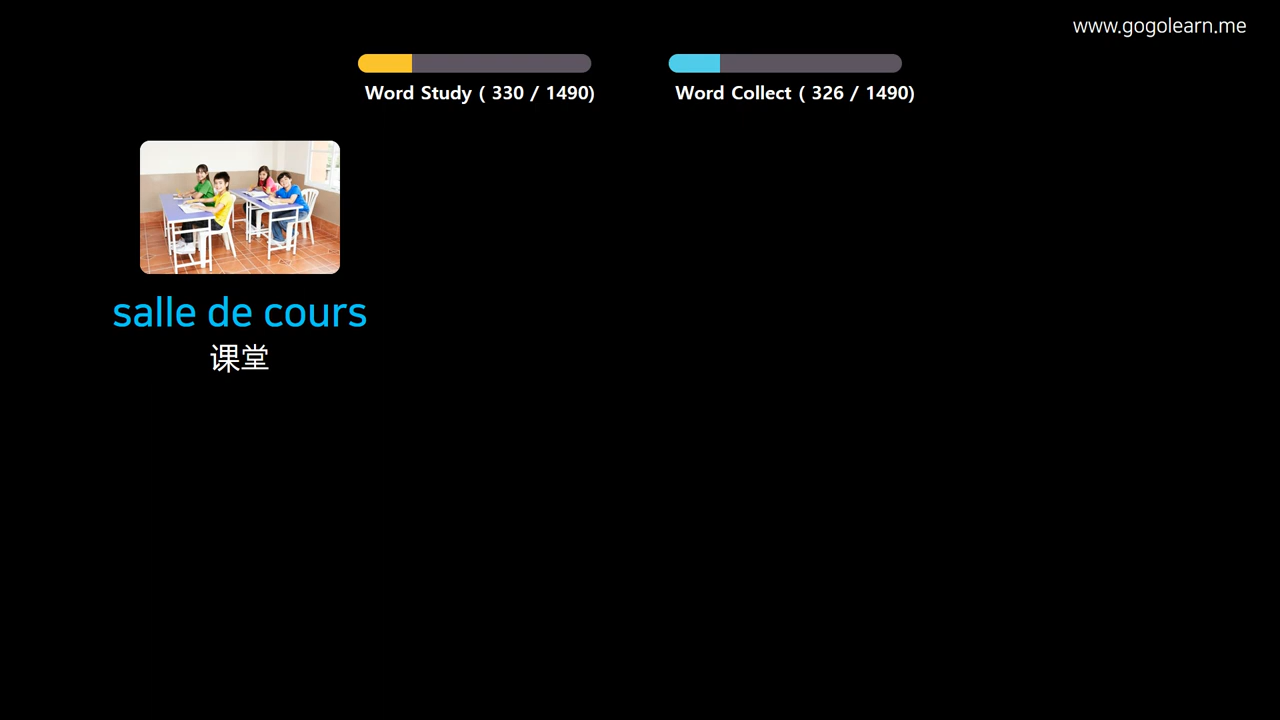 www.gogolearn.me
Word Study ( 330 / 1490)
Word Collect ( 326 / 1490)
salle de cours
课堂